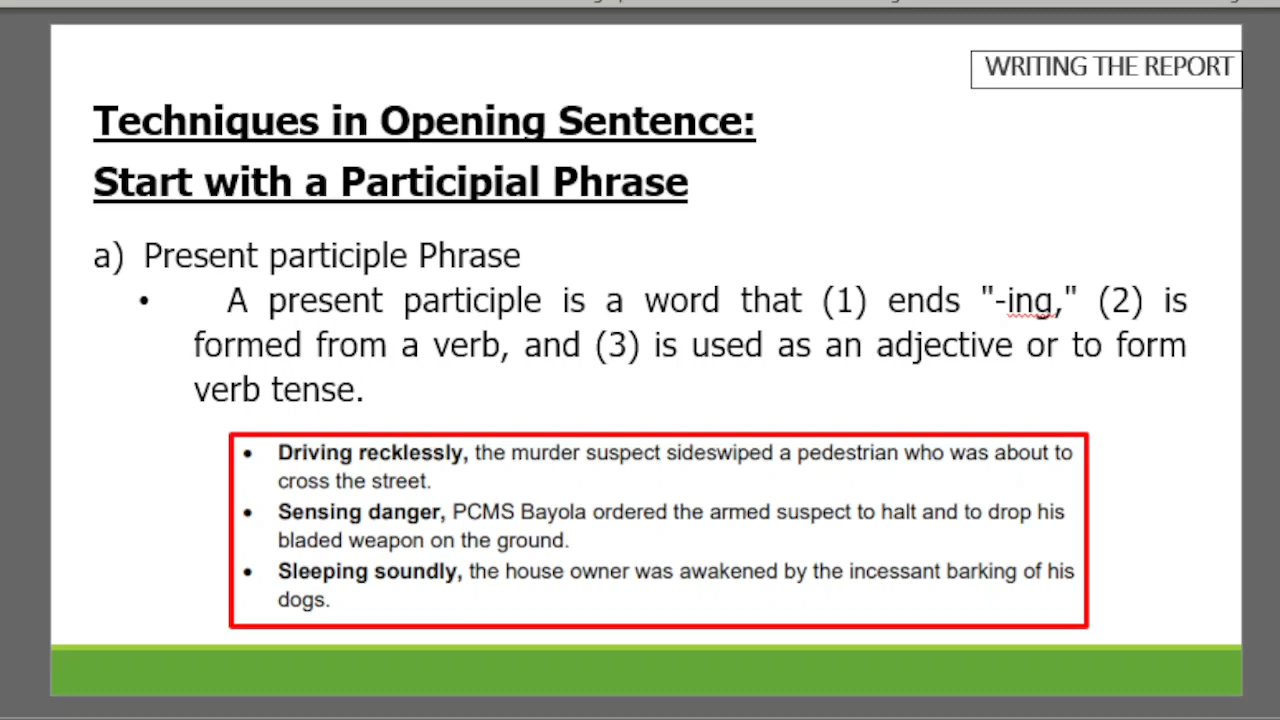 WRITING THE REPORT
Techniques in Opening Sentence:
Start with a Participial Phrase
a) Present participle Phrase
• A present participle is a word that (1) ends "-ing," (2) is
formed from a verb, and (3) is used as an adjective or to form
verb tense.
• Driving recklessly, the murder suspect sideswiped a pedestrian who was about to
cross the street.
• Sensing danger, PCMS Bayola ordered the armed suspect to halt and to drop his
bladed weapon on the ground.
• Sleeping soundly, the house owner was awakened by the incessant barking of his
dogs.